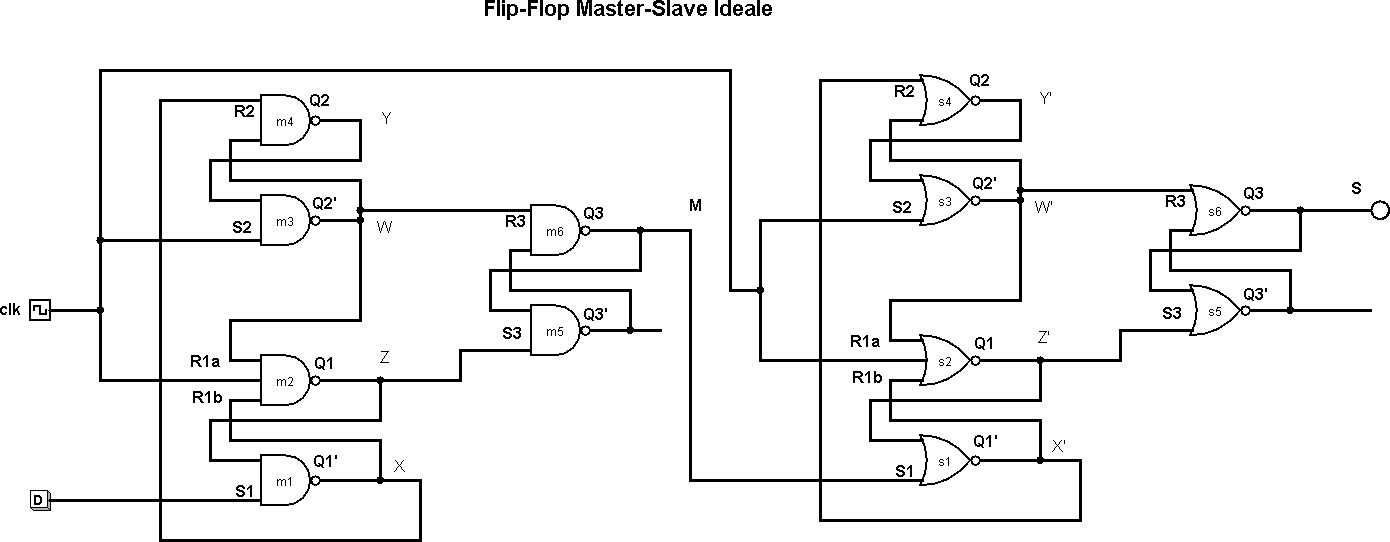 Flip-Flop Master-Slave Ideale
Q2
R2
m4
Y
Q2'
S2
m3
W
R3
Q3
m6
M
clk
Q3'
S3
m5
R1a
Q1
Z
m2
R1b
Q1'
X
S1
m1
D
Q2
R2
s4
Y'
Q2'
S2
s3
W'
R3
Q3
s6
S
Q3'
S3
s5
R1a
Q1
Z'
s2
R1b
Q1'
X'
S1
s1